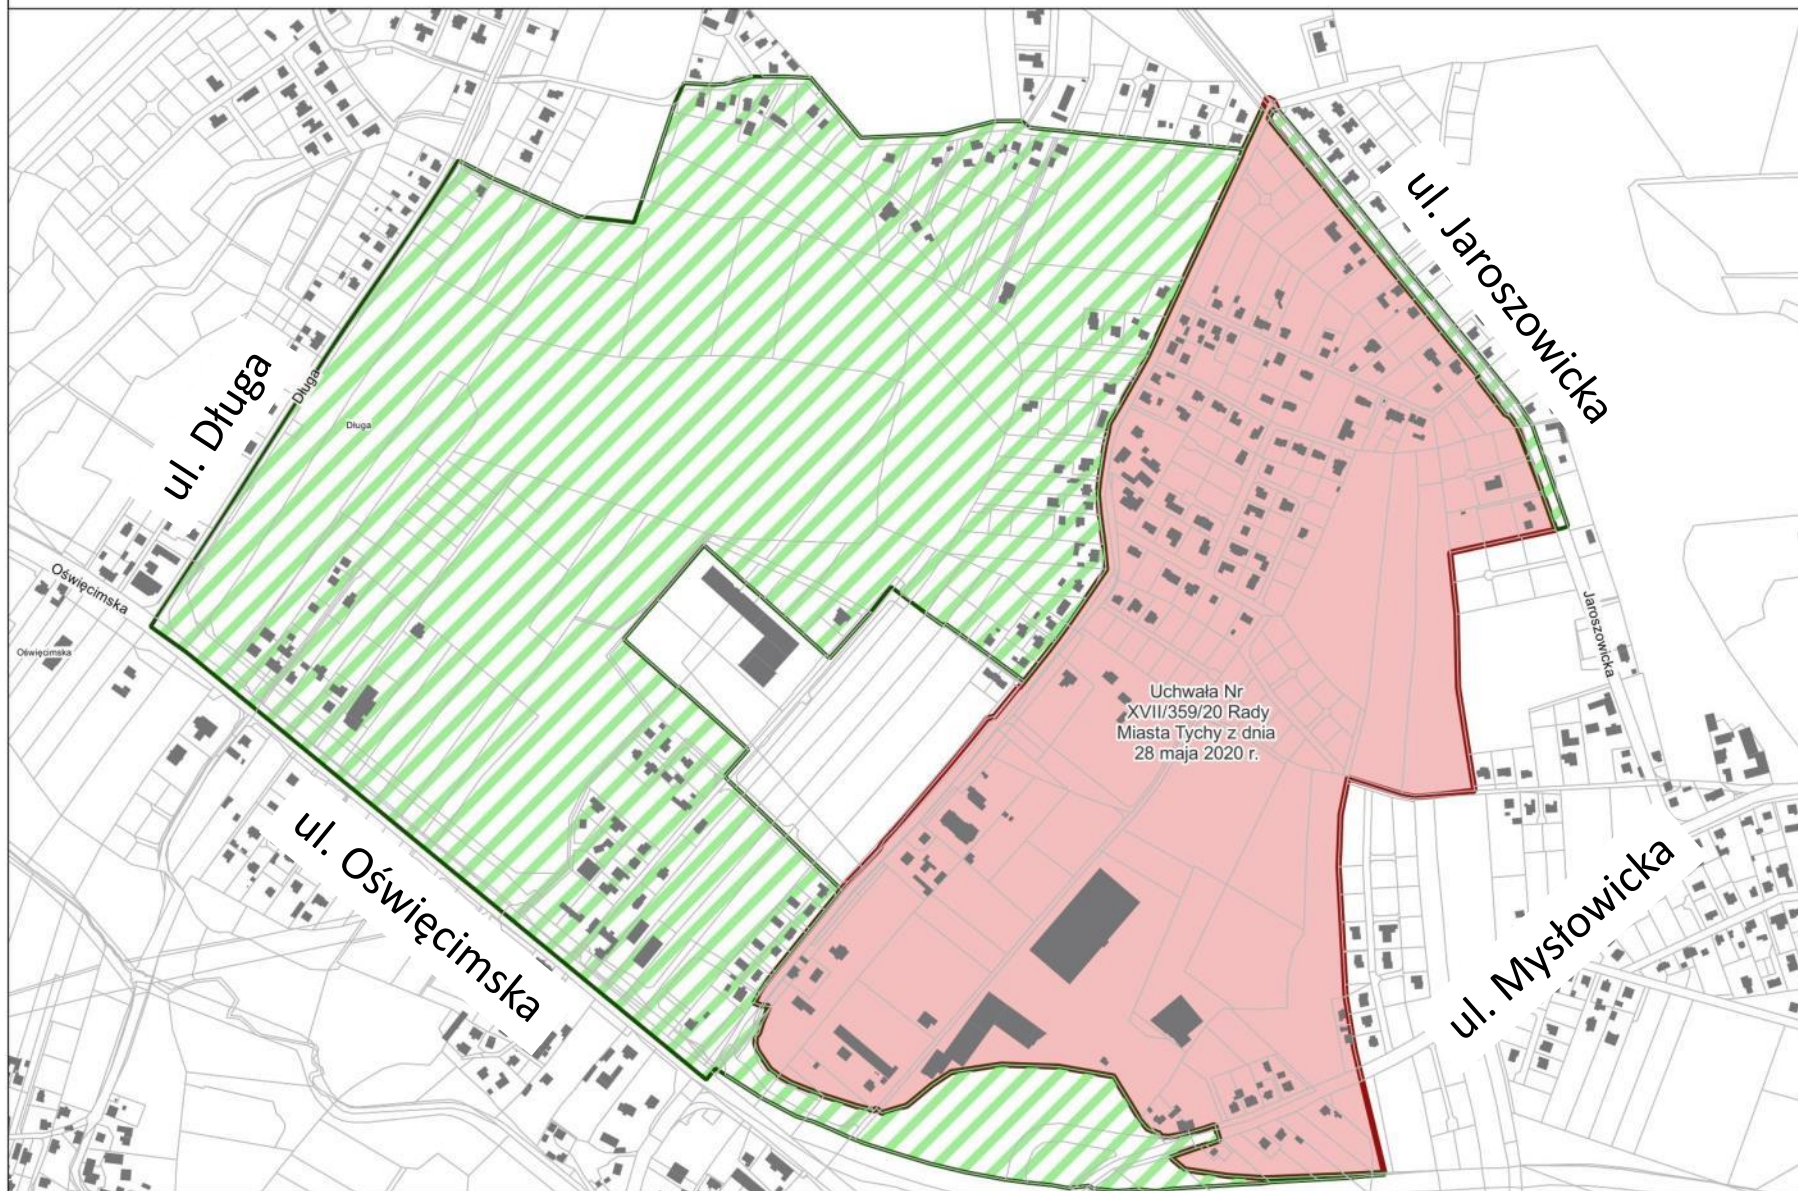 ul. Jaroszowicka
ul. Długa
Długa
Długa
Oświęcimska
Oświęcimska
Jaroszowicka
Uchwała Nr
XVII/359/20 Rady
Miasta Tychy z dnia
28 maja 2020 r.
ul. Oświęcimska
ul. Mysłowicka